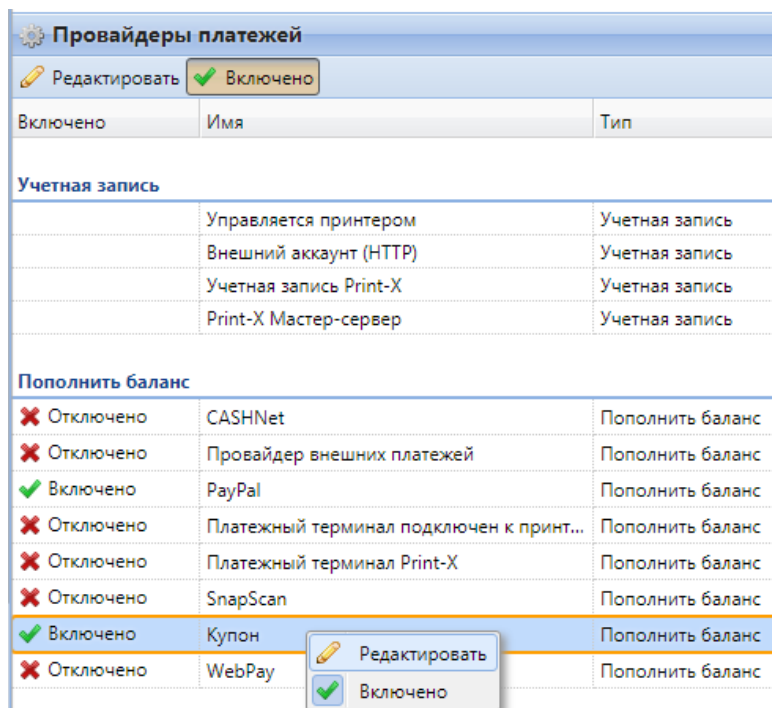 Провайдеры платежей
Редактировать Включено
Включено Имя Тип
Учетная запись
Управляется принтером Учетная запись
Внешний аккаунт (HTTP) Учетная запись
Учетная запись Print-X Учетная запись
Print-X Мастер-сервер Учетная запись
Пополнить баланс
Отключено CASHNet Пополнить баланс
Отключено Провайдер внешних платежей Пополнить баланс
Включено PayPal Пополнить баланс
Отключено Платежный терминал подключен к принт... Пополнить баланс
Отключено Платежный терминал Print-X Пополнить баланс
Отключено SnapScan Пополнить баланс
Включено Купон Пополнить баланс
Редактировать
Отключено WebPay Пополнить баланс
Включено